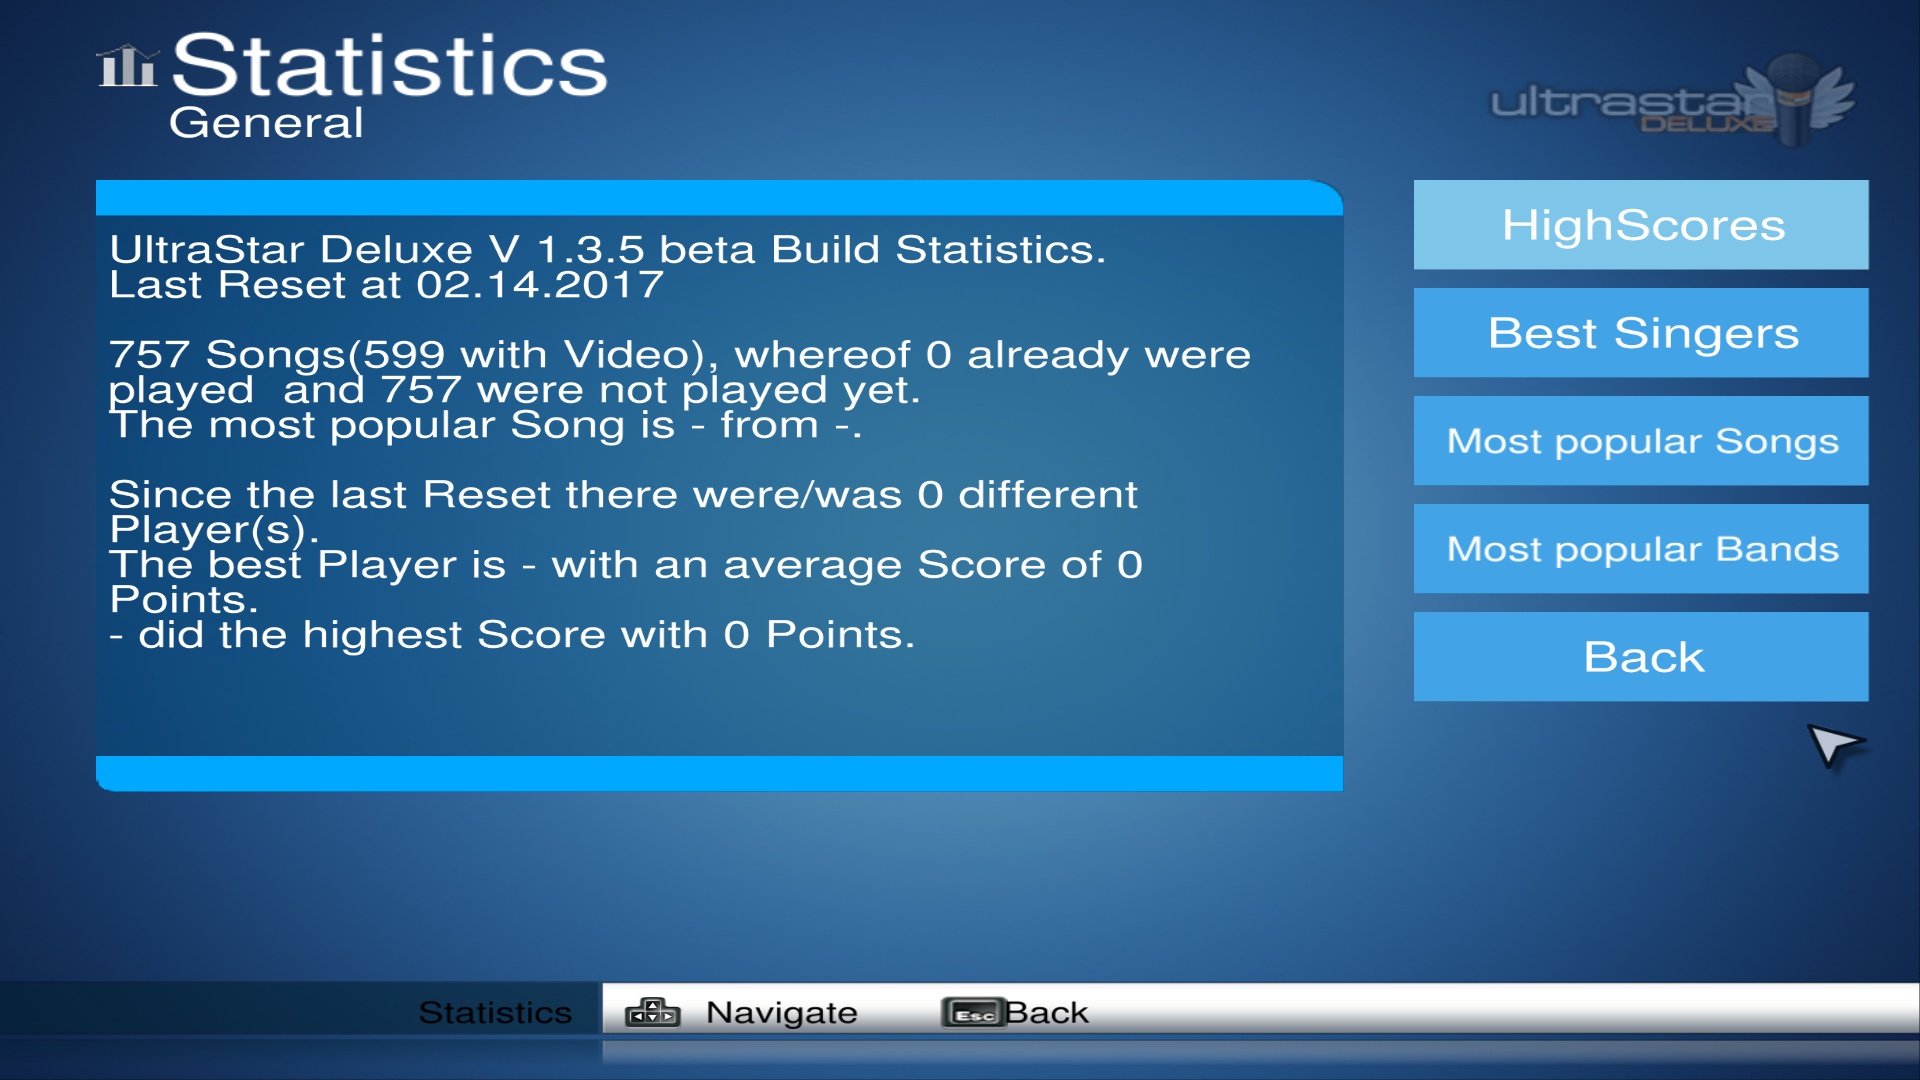 Statistics
General
ultrastar
DELUXE
UltraStar Deluxe V 1.3.5 beta Build Statistics.
Last Reset at 02.14.2017
757 Songs(599 with Video), whereof 0 already were
played  and 757 were not played yet.
The most popular Song is - from -.
Since the last Reset there were/was 0 different
Player(s).
The best Player is - with an average Score of 0
Points.
- did the highest Score with 0 Points.
HighScores
Best Singers
Most popular Songs
Most popular Bands
Back
Statistics
Navigate
Esc Back